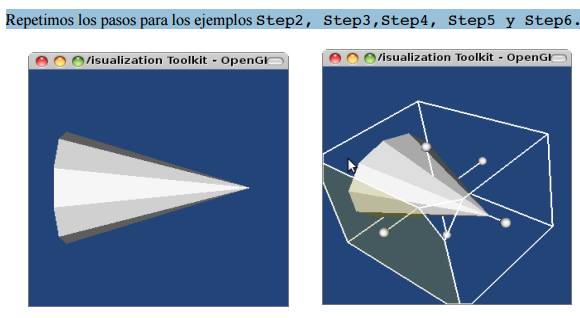 Repetimos los pasos para los ejemplos Step2, Step3,Step4, Step5 y Step6.
/isualization Toolkit - OpenGl
/isualization Toolkit - OpenGl